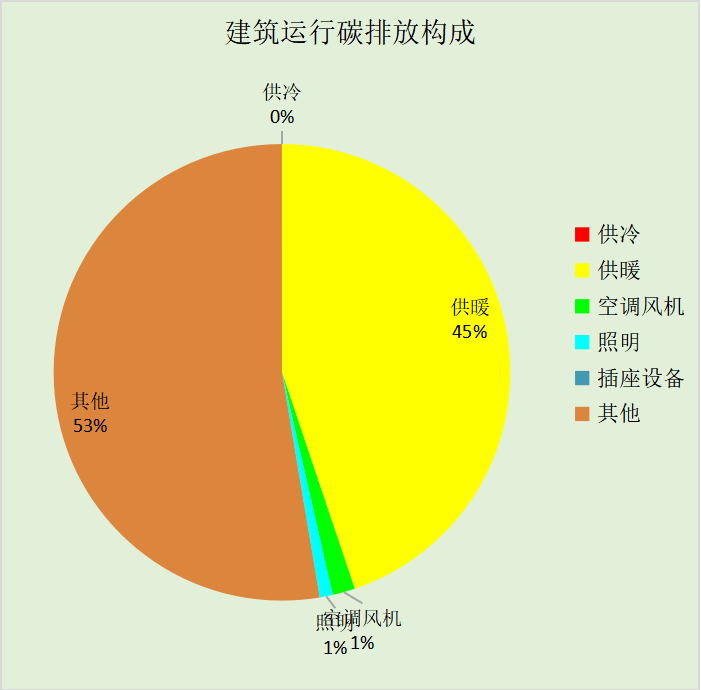 建筑运行碳排放构成
供冷
0%
供暖
45%
其他
53%
照明
1%
空调风机
1%
供冷
供暖
空调风机
照明
插座设备
其他